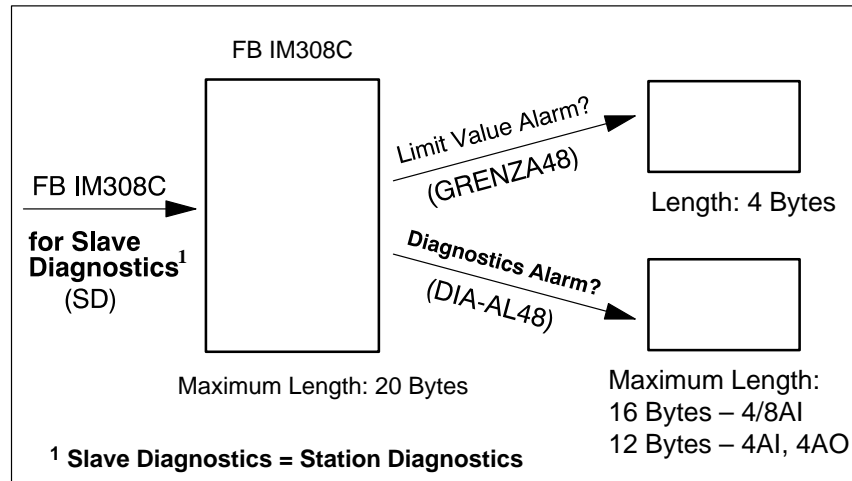 FB IM308C
FB IM308C
for Slave
Diagnostics¹
(SD)
Limit Value Alarm?
(GRENZA48)
Length: 4 Bytes
Diagnostics Alarm?
(DIA-AL48)
Maximum Length: 20 Bytes
Maximum Length:
16 Bytes – 4/8AI
12 Bytes – 4AI, 4AO
¹ Slave Diagnostics = Station Diagnostics